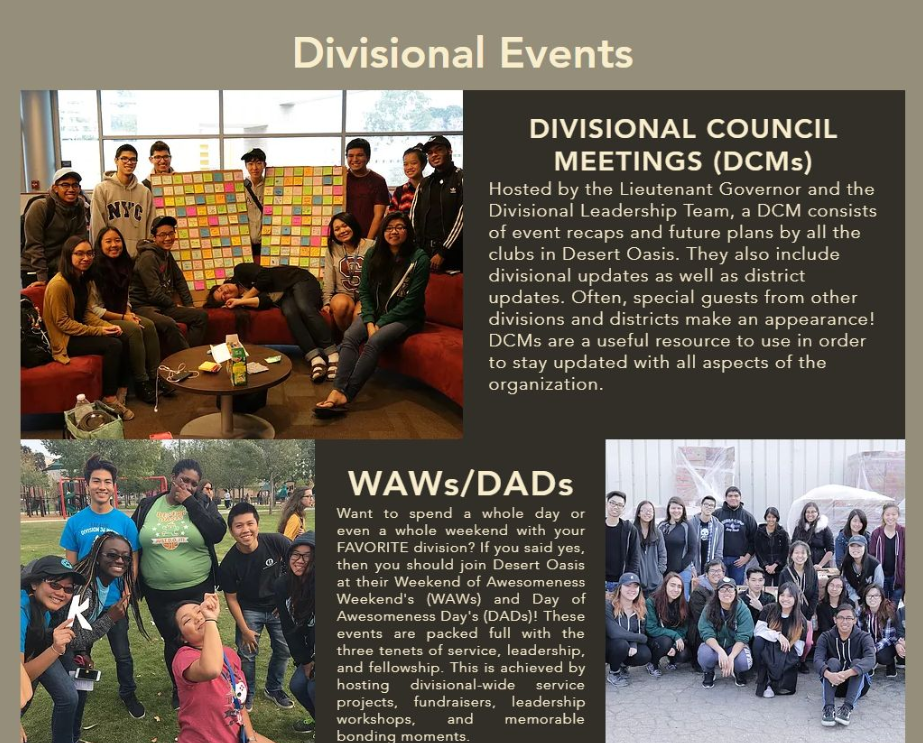 Divisional Events
DIVISIONAL COUNCIL
MEETINGS (DCMs)
Hosted by the Lieutenant Governor and the
Divisional Leadership Team, a DCM consists
of event recaps and future plans by all the
clubs in Desert Oasis. They also include
divisional updates as well as district
updates. Often, special guests from other
divisions and districts make an appearance!
DCMs are a useful resource to use in order
to stay updated with all aspects of the
organization.
NYC
WAWs/DADs
Want to spend a whole day or
even a whole weekend with your
FAVORITE division? If you said yes,
then you should join Desert Oasis
at their Weekend of Awesomeness
Weekend's (WAWs) and Day of
Awesomeness Day's (DADs)! These
events are packed full with the
three tenets of service, leadership,
and fellowship. This is achieved by
hosting divisional-wide service
projects, fundraisers, leadership
workshops, and memorable
bonding moments.
K